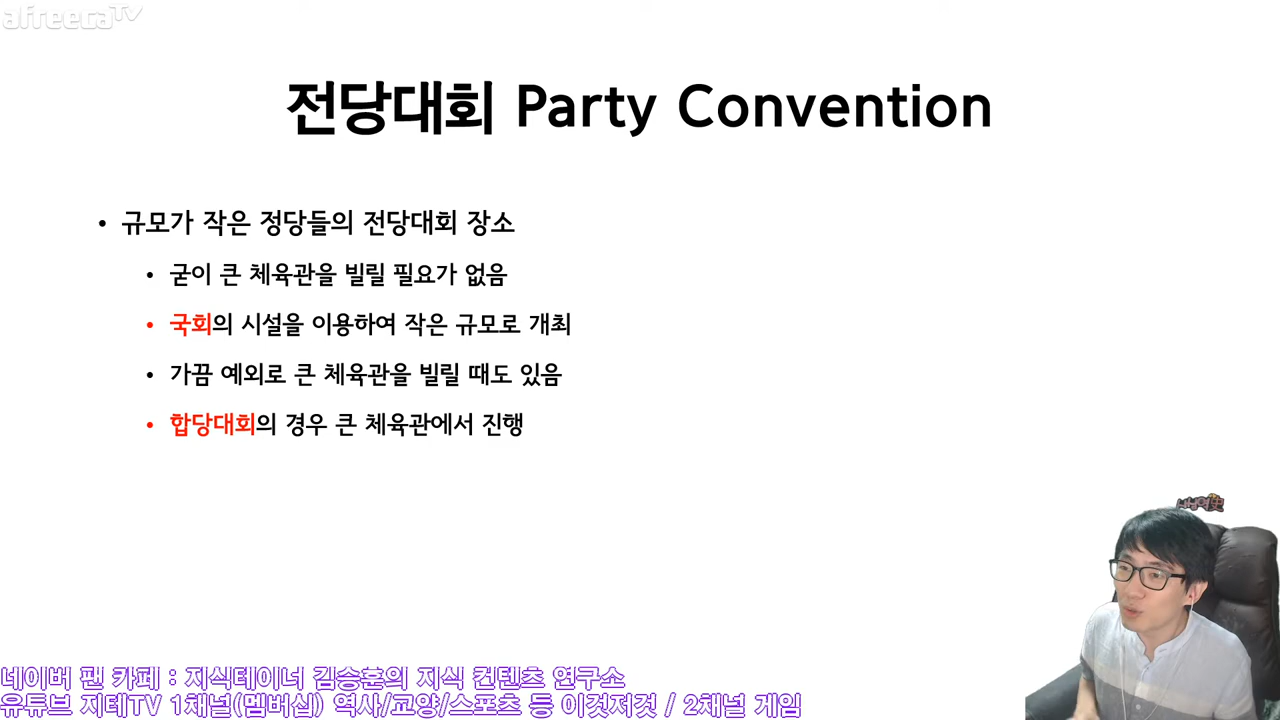 afreecaTV
전당대회 Party Convention
• 규모가 작은 정당들의 전당대회 장소
• 굳이 큰 체육관을 빌릴 필요가 없음
• 국회의 시설을 이용하여 작은 규모로 개최
• 가끔 예외로 큰 체육관을 빌릴 때도 있음
• 합당대회의 경우 큰 체육관에서 진행
네이버 팬 카페 : 지식테이너 김승훈의 지식 컨텐츠 연구소
유튜브 지테TV 1채널(멤버십) 역사/교양/스포츠 등 이것저것 / 2채널 게임